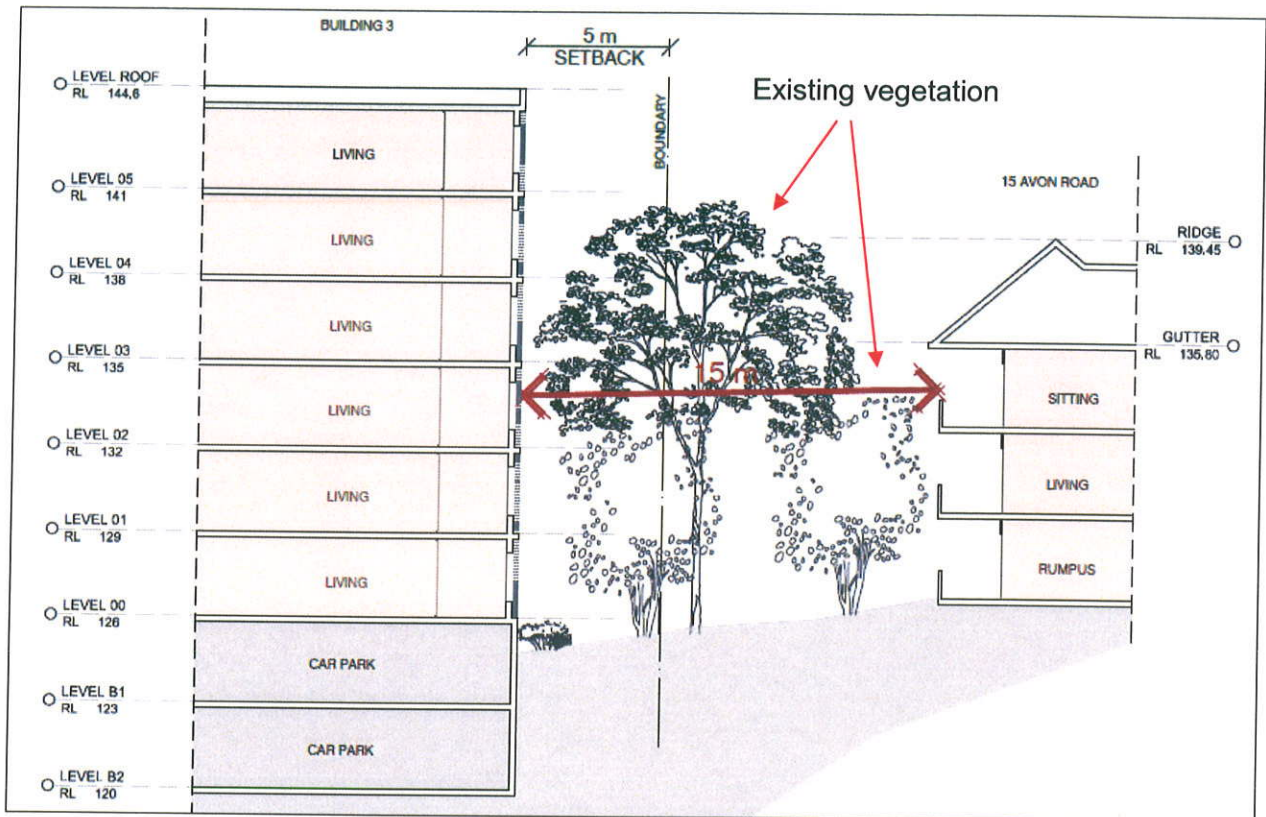 BUILDING 3
5 m
SETBACK
BOUNDARY
Existing vegetation
15 AVON ROAD
LEVEL ROOF
RL 144,6
LEVEL 05
RL 141
LEVEL 04
RL 138
LEVEL 03
RL 135
LEVEL 02
RL 132
LEVEL 01
RL 129
LEVEL 00
RL 126
LEVEL B1
RL 123
LEVEL B2
RL 120
LIVING
LIVING
LIVING
LIVING
LIVING
LIVING
CAR PARK
CAR PARK
15 m
RIDGE
RL 139,45
GUTTER
RL 135,80
SITTING
LIVING
RUMPUS